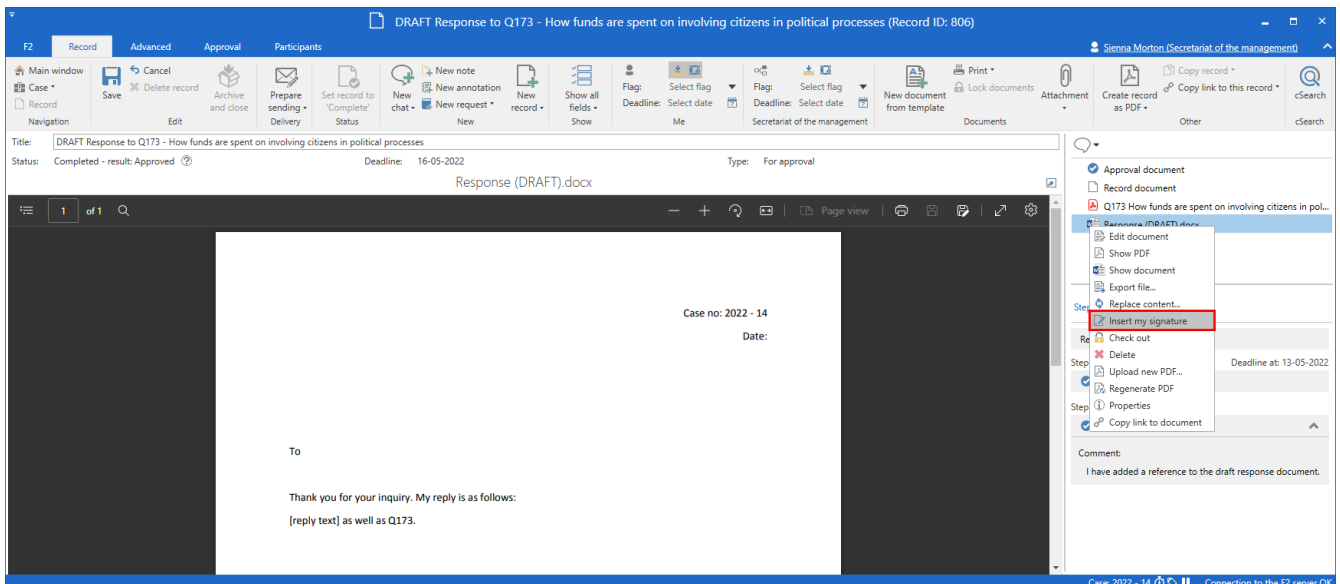 DRAFT Response to Q173 - How funds are spent on involving citizens in political processes (Record ID: 806)
F2 Record Advanced Approval Participants
Sienna Morton (Secretariat of the management)
Main window
Case
Record
Navigation
Save
Cancel
Delete record
Archive and close
Edit
Prepare sending
Delivery
Set record to 'Complete'
Status
New chat
New note
New annotation
New request
New record
New
Show all fields
Show
Flag: Select flag
Deadline: Select date
Me
Flag: Select flag
Deadline: Select date
Secretariat of the management
New document from template
Print
Lock documents
Documents
Attachment
Create record as PDF
Copy record
Copy link to this record
Other
cSearch
cSearch
Title: DRAFT Response to Q173 - How funds are spent on involving citizens in political processes
Status: Completed - result: Approved Deadline: 16-05-2022 Type: For approval
Response (DRAFT).docx
1 of 1 Page view
Case no: 2022 - 14
Date:
To
Thank you for your inquiry. My reply is as follows:
[reply text] as well as Q173.
Approval document
Record document
Q173 How funds are spent on involving citizens in pol...
Response (DRAFT).docx
Edit document
Show PDF
Show document
Export file...
Replace content...
Insert my signature
Check out
Delete
Upload new PDF...
Regenerate PDF
Properties
Copy link to document
Step
Re
Step
Deadline at: 13-05-2022
Step
Comment:
I have added a reference to the draft response document.
Case: 2022 - 14 Connection to the F2 server OK